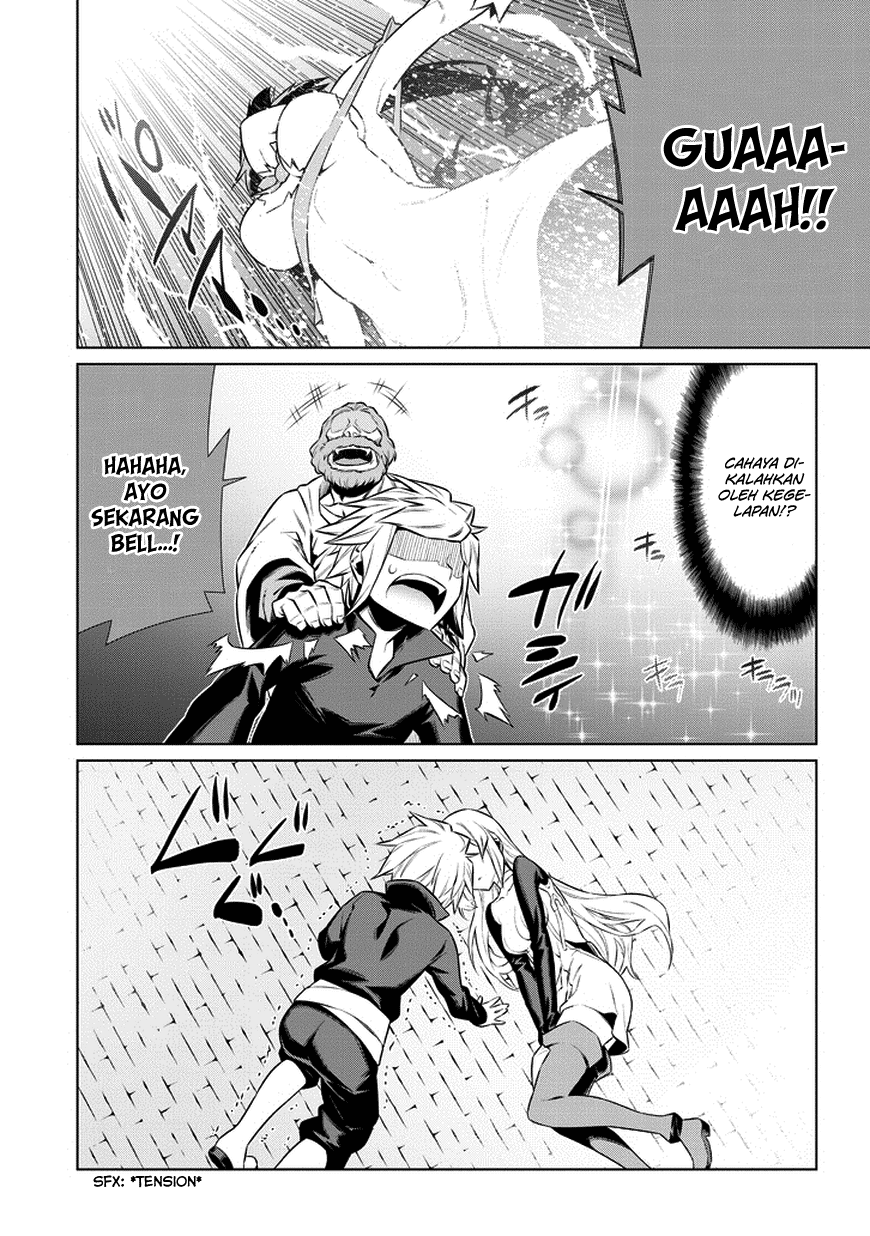 GUAAA-
AAAH!!
CAHAYA DI-
KALAHKAN
OLEH KEGE-
LAPAN!?
HAHAHA,
AYO
SEKARANG
BELL...!
SFX: *TENSION*